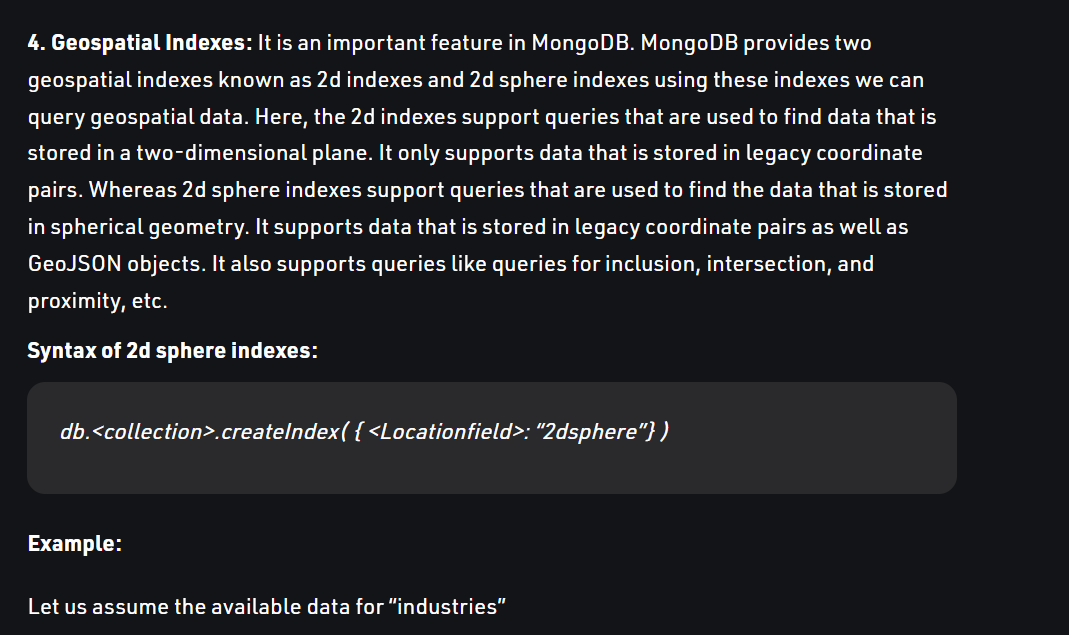 4. Geospatial Indexes: It is an important feature in MongoDB. MongoDB provides two
geospatial indexes known as 2d indexes and 2d sphere indexes using these indexes we can
query geospatial data. Here, the 2d indexes support queries that are used to find data that is
stored in a two-dimensional plane. It only supports data that is stored in legacy coordinate
pairs. Whereas 2d sphere indexes support queries that are used to find the data that is stored
in spherical geometry. It supports data that is stored in legacy coordinate pairs as well as
GeoJSON objects. It also supports queries like queries for inclusion, intersection, and
proximity, etc.
Syntax of 2d sphere indexes:
db.<collection>.createIndex( { <Locationfield>: “2dsphere”} )
Example:
Let us assume the available data for “industries”